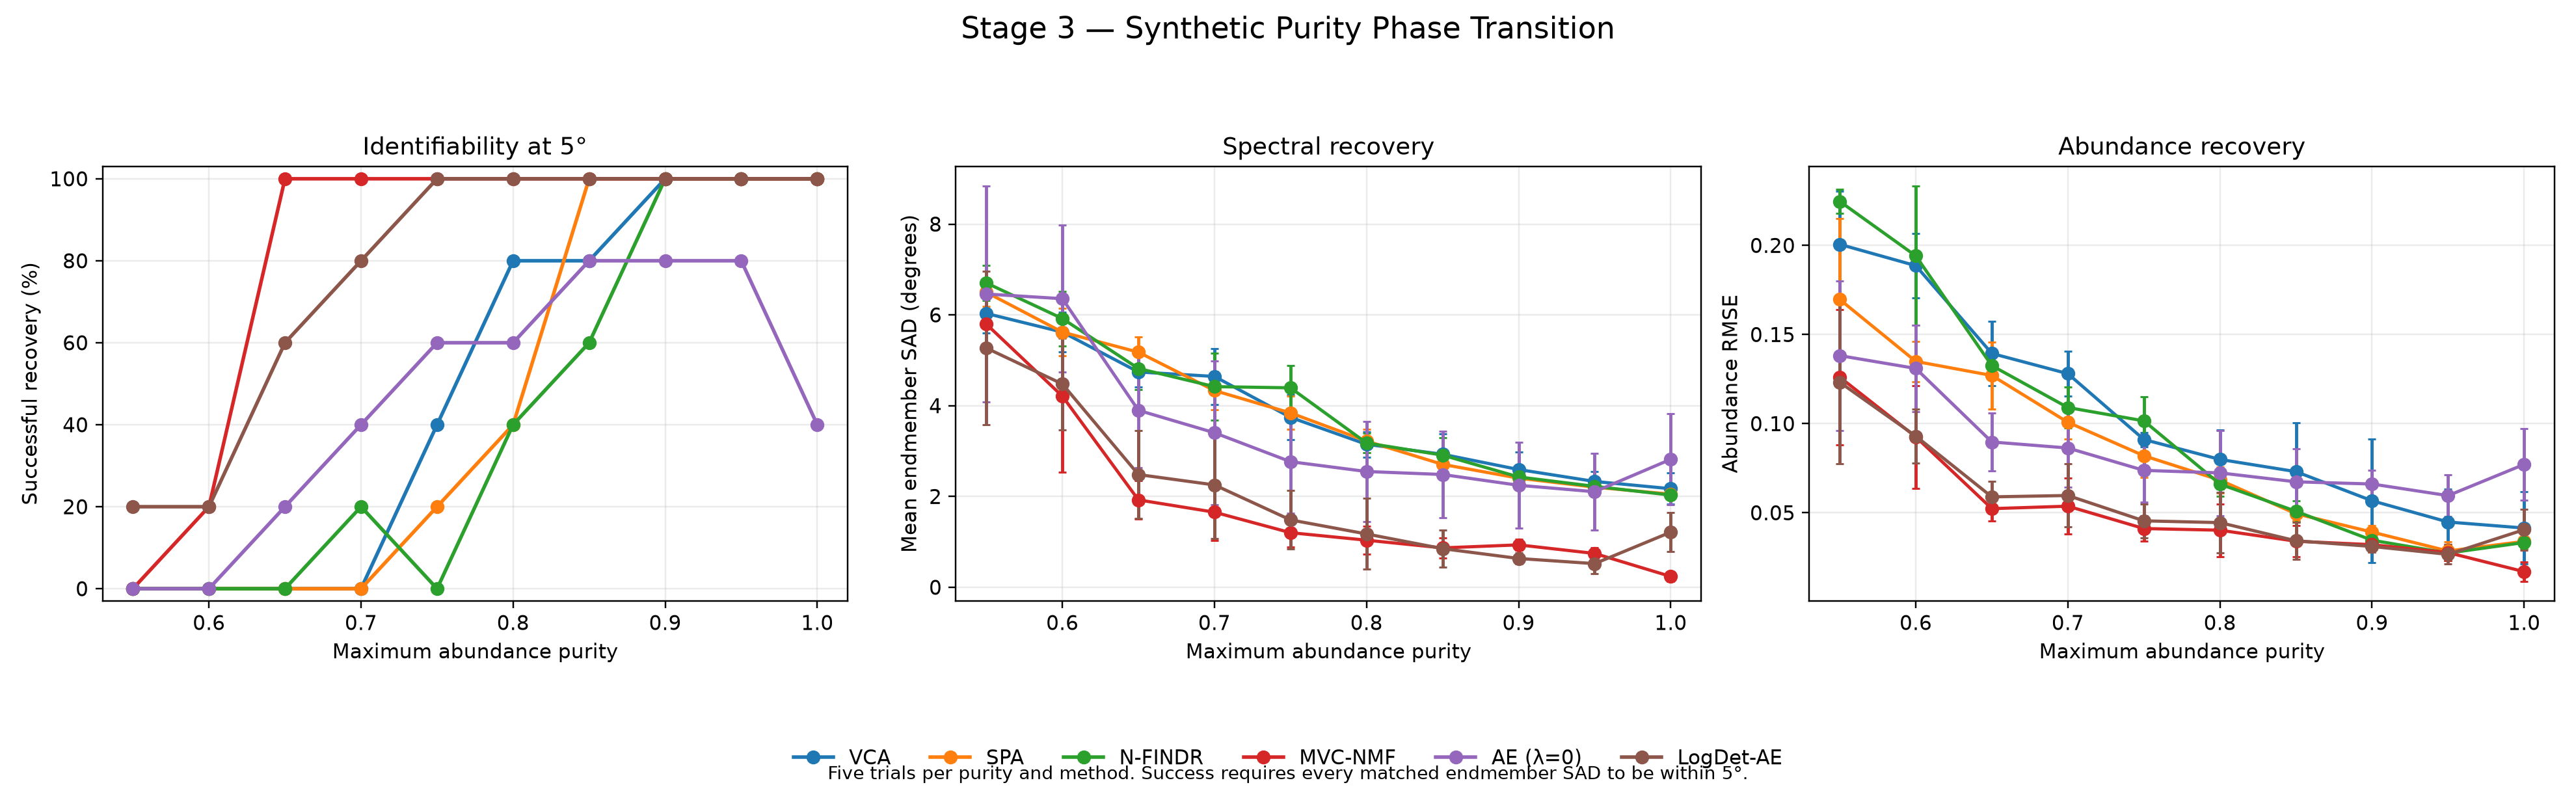 Stage 3 — Synthetic Purity Phase Transition
Identifiability at 5°
Successful recovery (%)
100
80
60
40
20
0
0.6 0.7 0.8 0.9 1.0
Maximum abundance purity
Spectral recovery
Mean endmember SAD (degrees)
8
6
4
2
0
0.6 0.7 0.8 0.9 1.0
Maximum abundance purity
Abundance recovery
Abundance RMSE
0.20
0.15
0.10
0.05
0.6 0.7 0.8 0.9 1.0
Maximum abundance purity
VCA SPA N-FINDR MVC-NMF AE (λ=0) LogDet-AE
Five trials per purity and method. Success requires every matched endmember SAD to be within 5°.